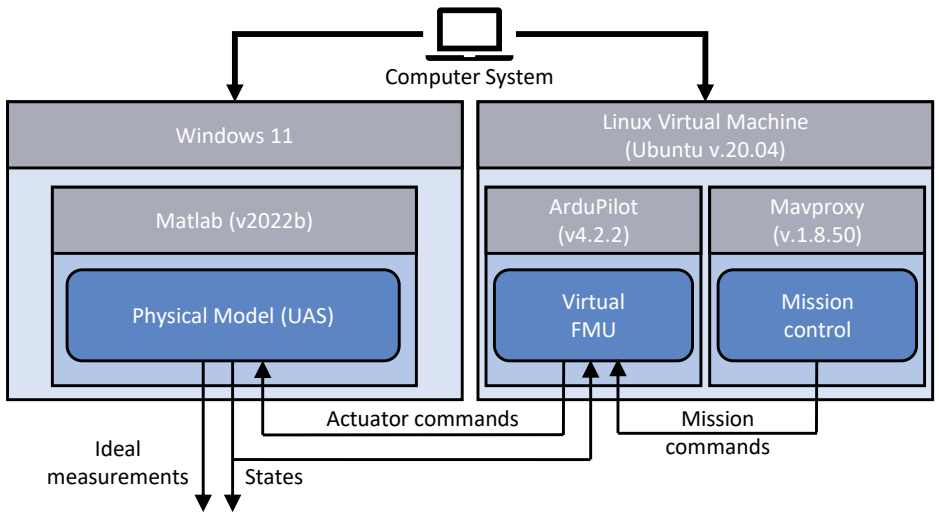 Computer System
Windows 11
Linux Virtual Machine
(Ubuntu v.20.04)
Matlab (v2022b)
ArduPilot
(v4.2.2)
Mavproxy
(v.1.8.50)
Physical Model (UAS)
Virtual
FMU
Mission
control
Actuator commands
Mission
commands
Ideal
measurements
States